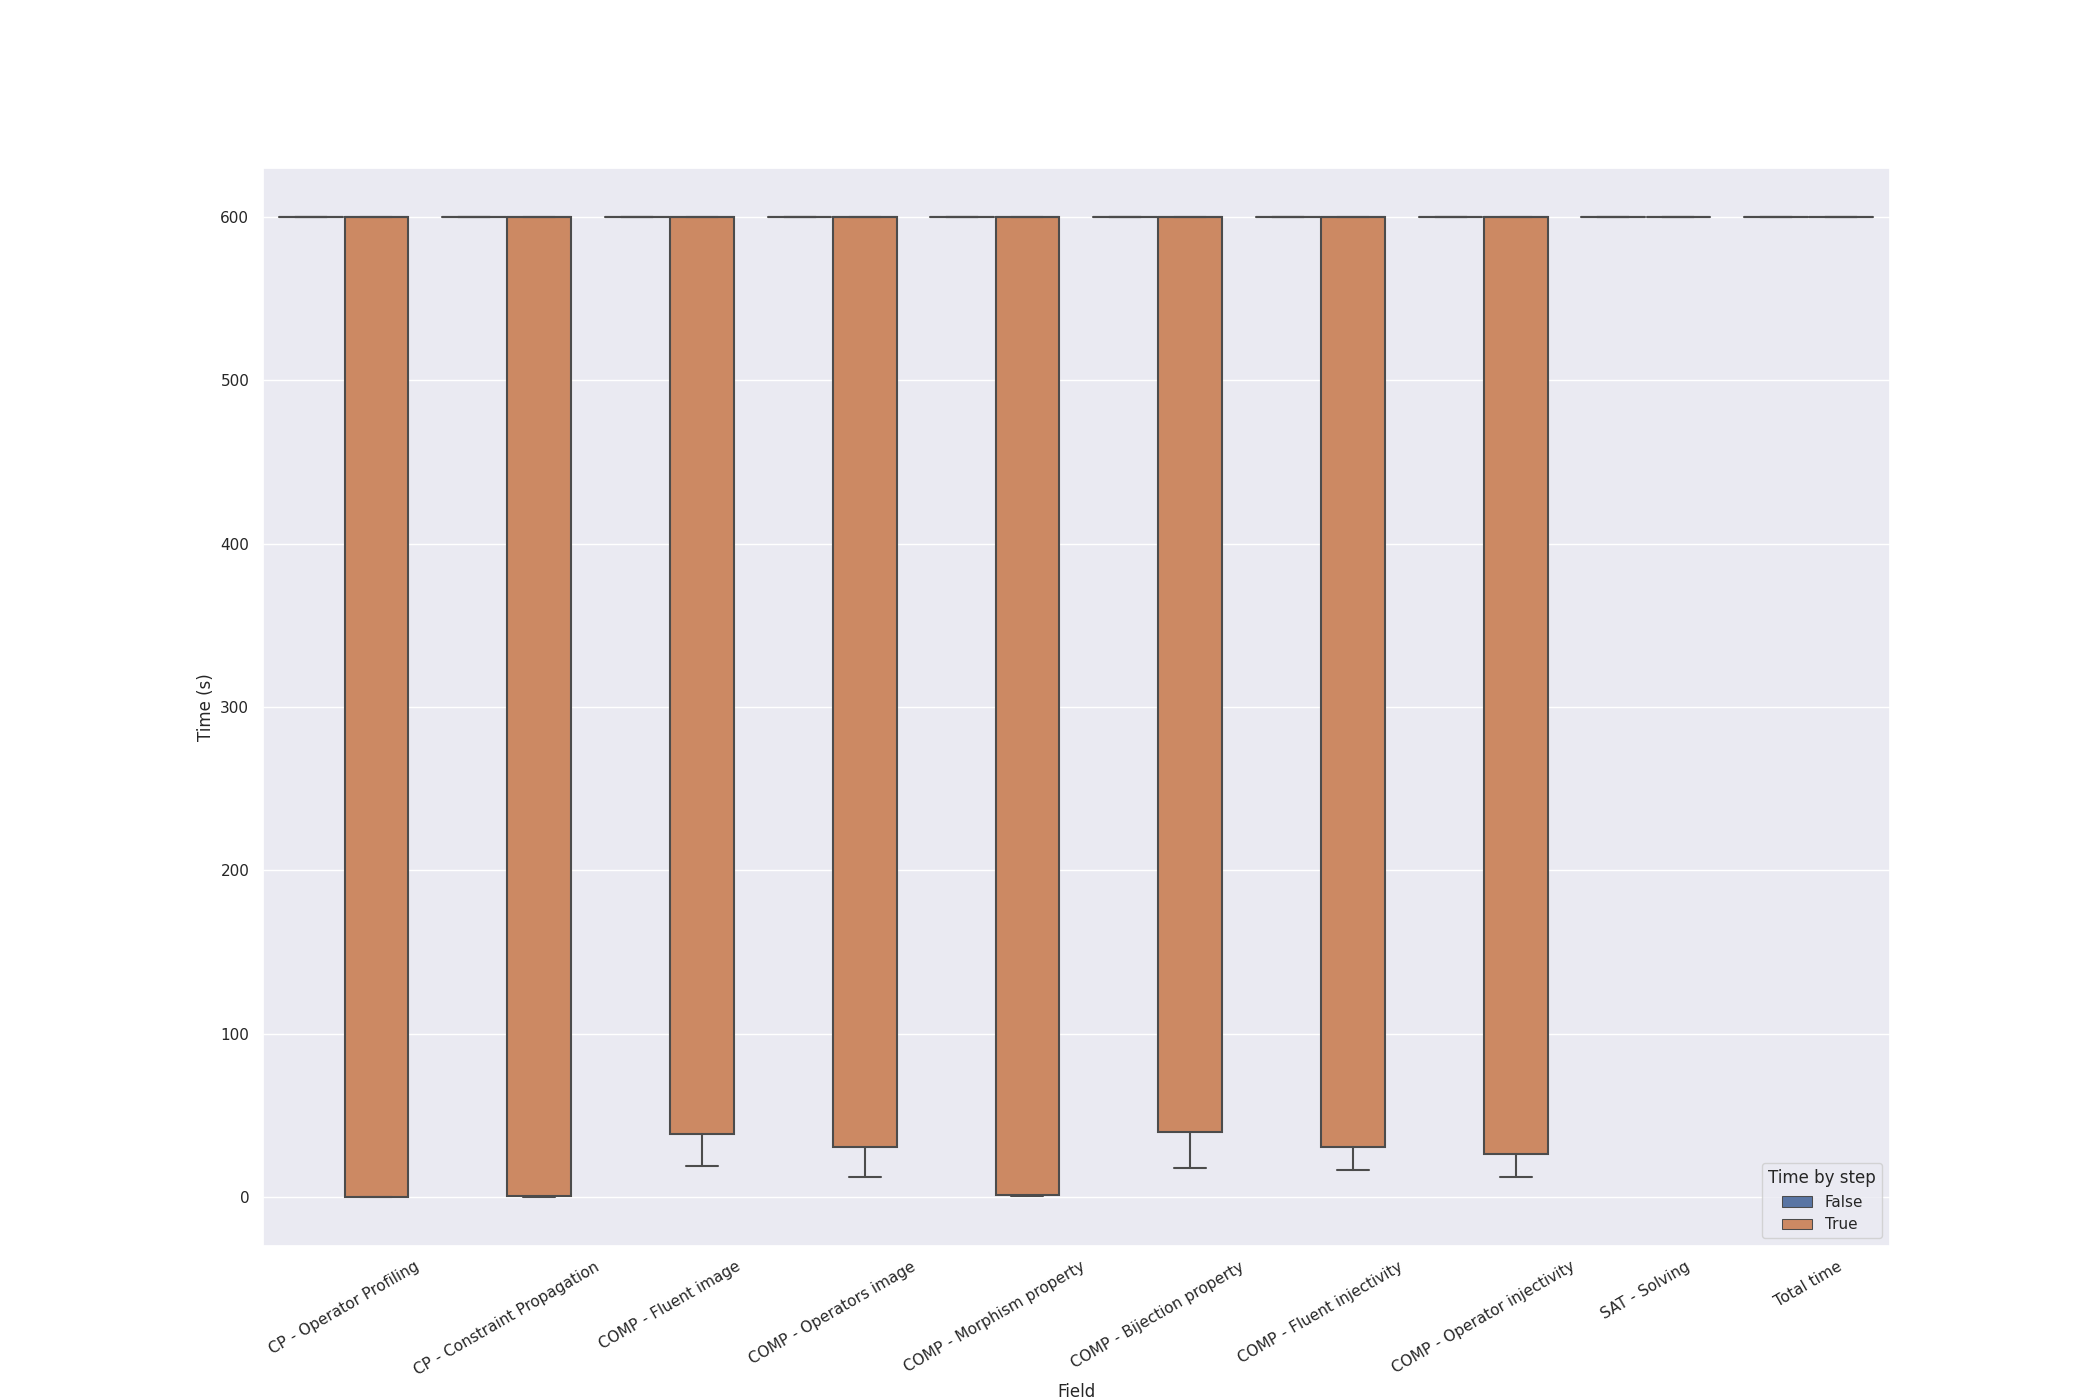 600
500
400
300
200
100
0
Time (s)
Time by step
False
True
CP - Operator Profiling
CP - Constraint Propagation
COMP - Fluent image
COMP - Operators image
COMP - Morphism property
COMP - Bijection property
COMP - Fluent injectivity
COMP - Operator injectivity
SAT - Solving
Total time
Field